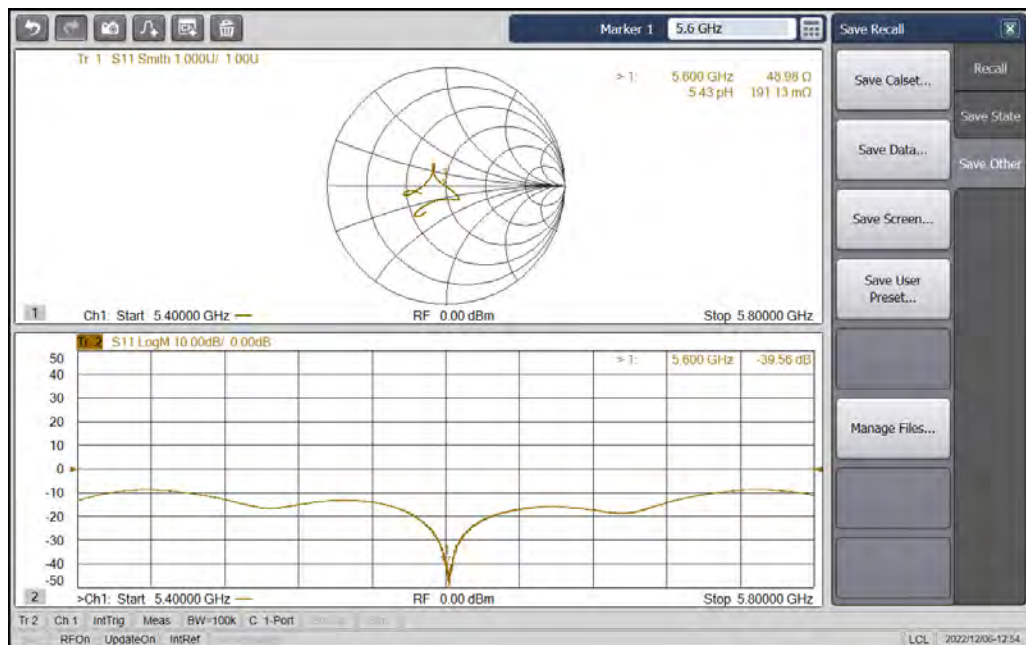 Marker 1 5.6 GHz
Save Recall
Tr 1 S11 Smith 1.000U/ 1.00U
> 1: 5.600 GHz 48.98 Ω
5.43 pH 191.13 mΩ
1
Ch1: Start 5.40000 GHz
RF 0.00 dBm
Stop 5.80000 GHz
Tr 2 S11 LogM 10.00dB/ 0.00dB
> 1: 5.600 GHz -39.56 dB
50
40
30
20
10
0
-10
-20
-30
-40
-50
2
>Ch1: Start 5.40000 GHz
RF 0.00 dBm
Stop 5.80000 GHz
Save Calset...
Save Data...
Save Screen...
Save User
Preset...
Manage Files...
Recall
Save State
Save Other
Tr 2 Ch 1 IntTrig Meas BW=100k C 1-Port
RFOn UpdateOn IntRef
LCL 2022/12/06-12:54